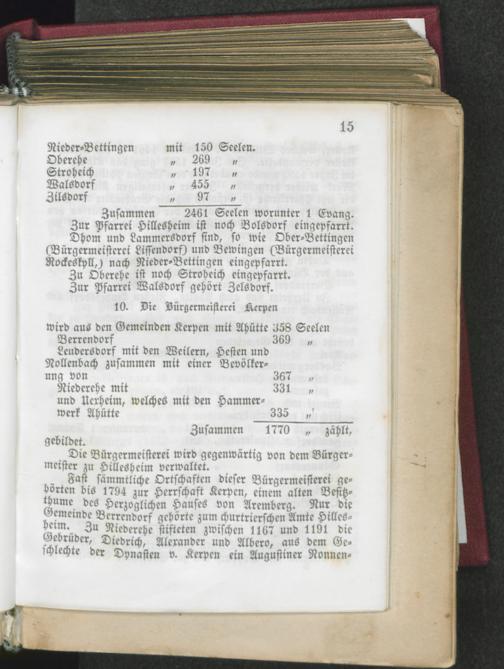 15
Nieder-Bettingen mit 150 Seelen.
Oberehe „ 269 „
Stroheich „ 197 „
Walsdorf „ 455 „
Zilsdorf „ 97 „
Zusammen 2461 Seelen worunter 1 Evang.
Zur Pfarrei Hillesheim ist noch Bolsdorf eingepfarrt.
Dhom und Lammersdorf sind, so wie Ober-Bettingen
(Bürgermeisterei Lissendorf) und Bewingen (Bürgermeisterei
Rockeskyll,) nach Nieder-Bettingen eingepfarrt.
Zu Oberehe ist noch Stroheich eingepfarrt.
Zur Pfarrei Walsdorf gehört Zelsdorf.
10. Die Bürgermeisterei Kerpen
wird aus den Gemeinden Kerpen mit Ahütte 358 Seelen
Berrendorf 369 „
Leudersdorf mit den Weilern, Hesten und
Nollenbach zusammen mit einer Bevölker-
ung von 367 „
Niederehe mit 331 „
und Uexheim, welches mit den Hammer-
werk Ahütte 335 „
Zusammen 1770 „ zählt,
gebildet.
Die Bürgermeisterei wird gegenwärtig von dem Bürger-
meister zu Hillesheim verwaltet.
Fast sämmtliche Ortschaften dieser Bürgermeisterei ge-
hörten bis 1794 zur Herrschaft Kerpen, einem alten Besitz-
thume des Herzoglichen Hauses von Aremberg. Nur die
Gemeinde Berrendorf gehörte zum churtrierschen Amte Hilles-
heim. Zu Niederehe stifteten zwischen 1167 und 1191 die
Gebrüder, Diedrich, Alexander und Albero, aus dem Ge-
schlechte der Dynasten v. Kerpen ein Augustiner Nonnen-